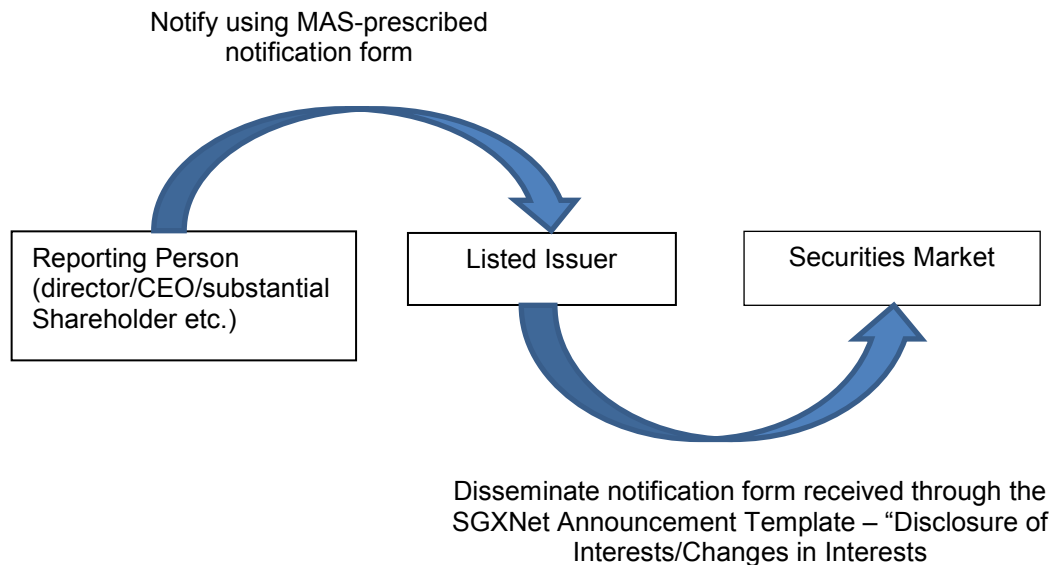 Notify using MAS-prescribed
notification form
Reporting Person
(director/CEO/substantial
Shareholder etc.)
Listed Issuer
Securities Market
Disseminate notification form received through the
SGXNet Announcement Template – “Disclosure of
Interests/Changes in Interests